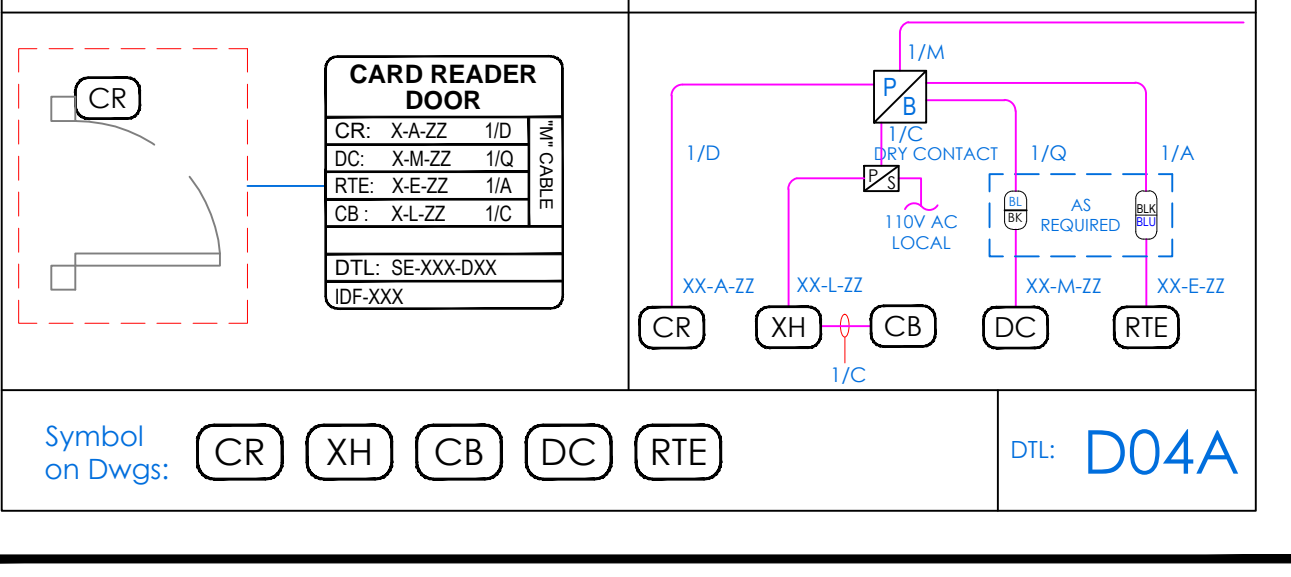 CR
CARD READER
DOOR
CR: X-A-ZZ 1/D
DC: X-M-ZZ 1/Q
RTE: X-E-ZZ 1/A
CB : X-L-ZZ 1/C
"M" CABLE
DTL: SE-XXX-DXX
IDF-XXX
1/M
P
B
1/C
DRY CONTACT
1/D
1/Q
1/A
P
S
110V AC
LOCAL
BL
BK
AS
REQUIRED
BLK
BLU
XX-A-ZZ
XX-L-ZZ
XX-M-ZZ
XX-E-ZZ
CR
XH
CB
DC
RTE
1/C
Symbol
on Dwgs:
CR
XH
CB
DC
RTE
DTL:
D04A